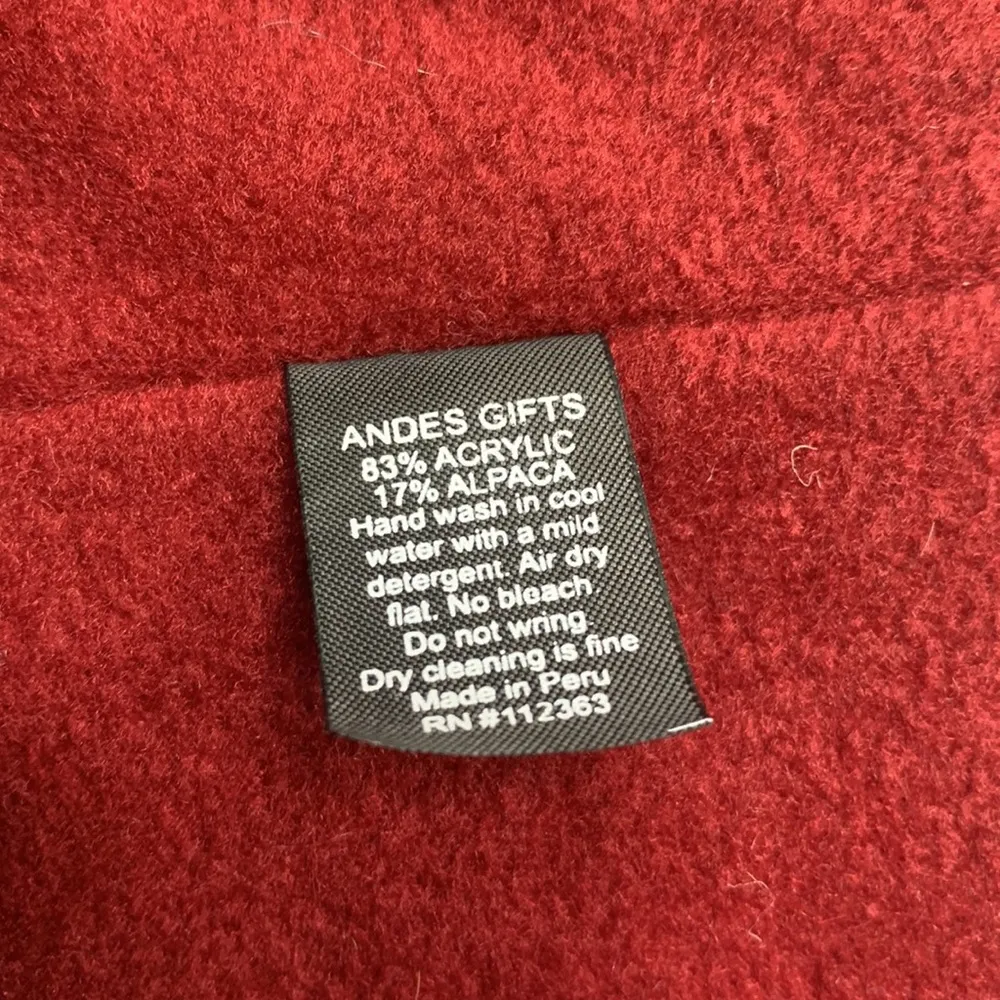 ANDES GIFTS
83% ACRYLIC
17% ALPACA
Hand wash in cool
water with a mild
detergent. Air dry
flat. No bleach
Do not wring
Dry cleaning is fine
Made in Peru
RN #112363